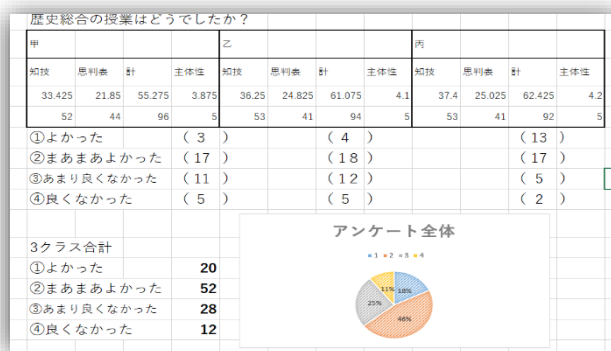 歴史総合の授業はどうでしたか？
甲 乙 丙
知技 思判表 計 主体性 知技 思判表 計 主体性 知技 思判表 計 主体性
33.425 21.85 55.275 3.875 36.25 24.825 61.075 4.1 37.4 25.025 62.425 4.2
52 44 96 5 53 41 94 5 53 41 92 5
①よかった （ 3 ） （ 4 ） （ 13 ）
②まあまあよかった （ 17 ） （ 18 ） （ 17 ）
③あまり良くなかった （ 11 ） （ 12 ） （ 5 ）
④良くなかった （ 5 ） （ 5 ） （ 2 ）
3クラス合計
①よかった 20
②まあまあよかった 52
③あまり良くなかった 28
④良くなかった 12
アンケート全体
1 2 3 4
11% 18%
25%
46%